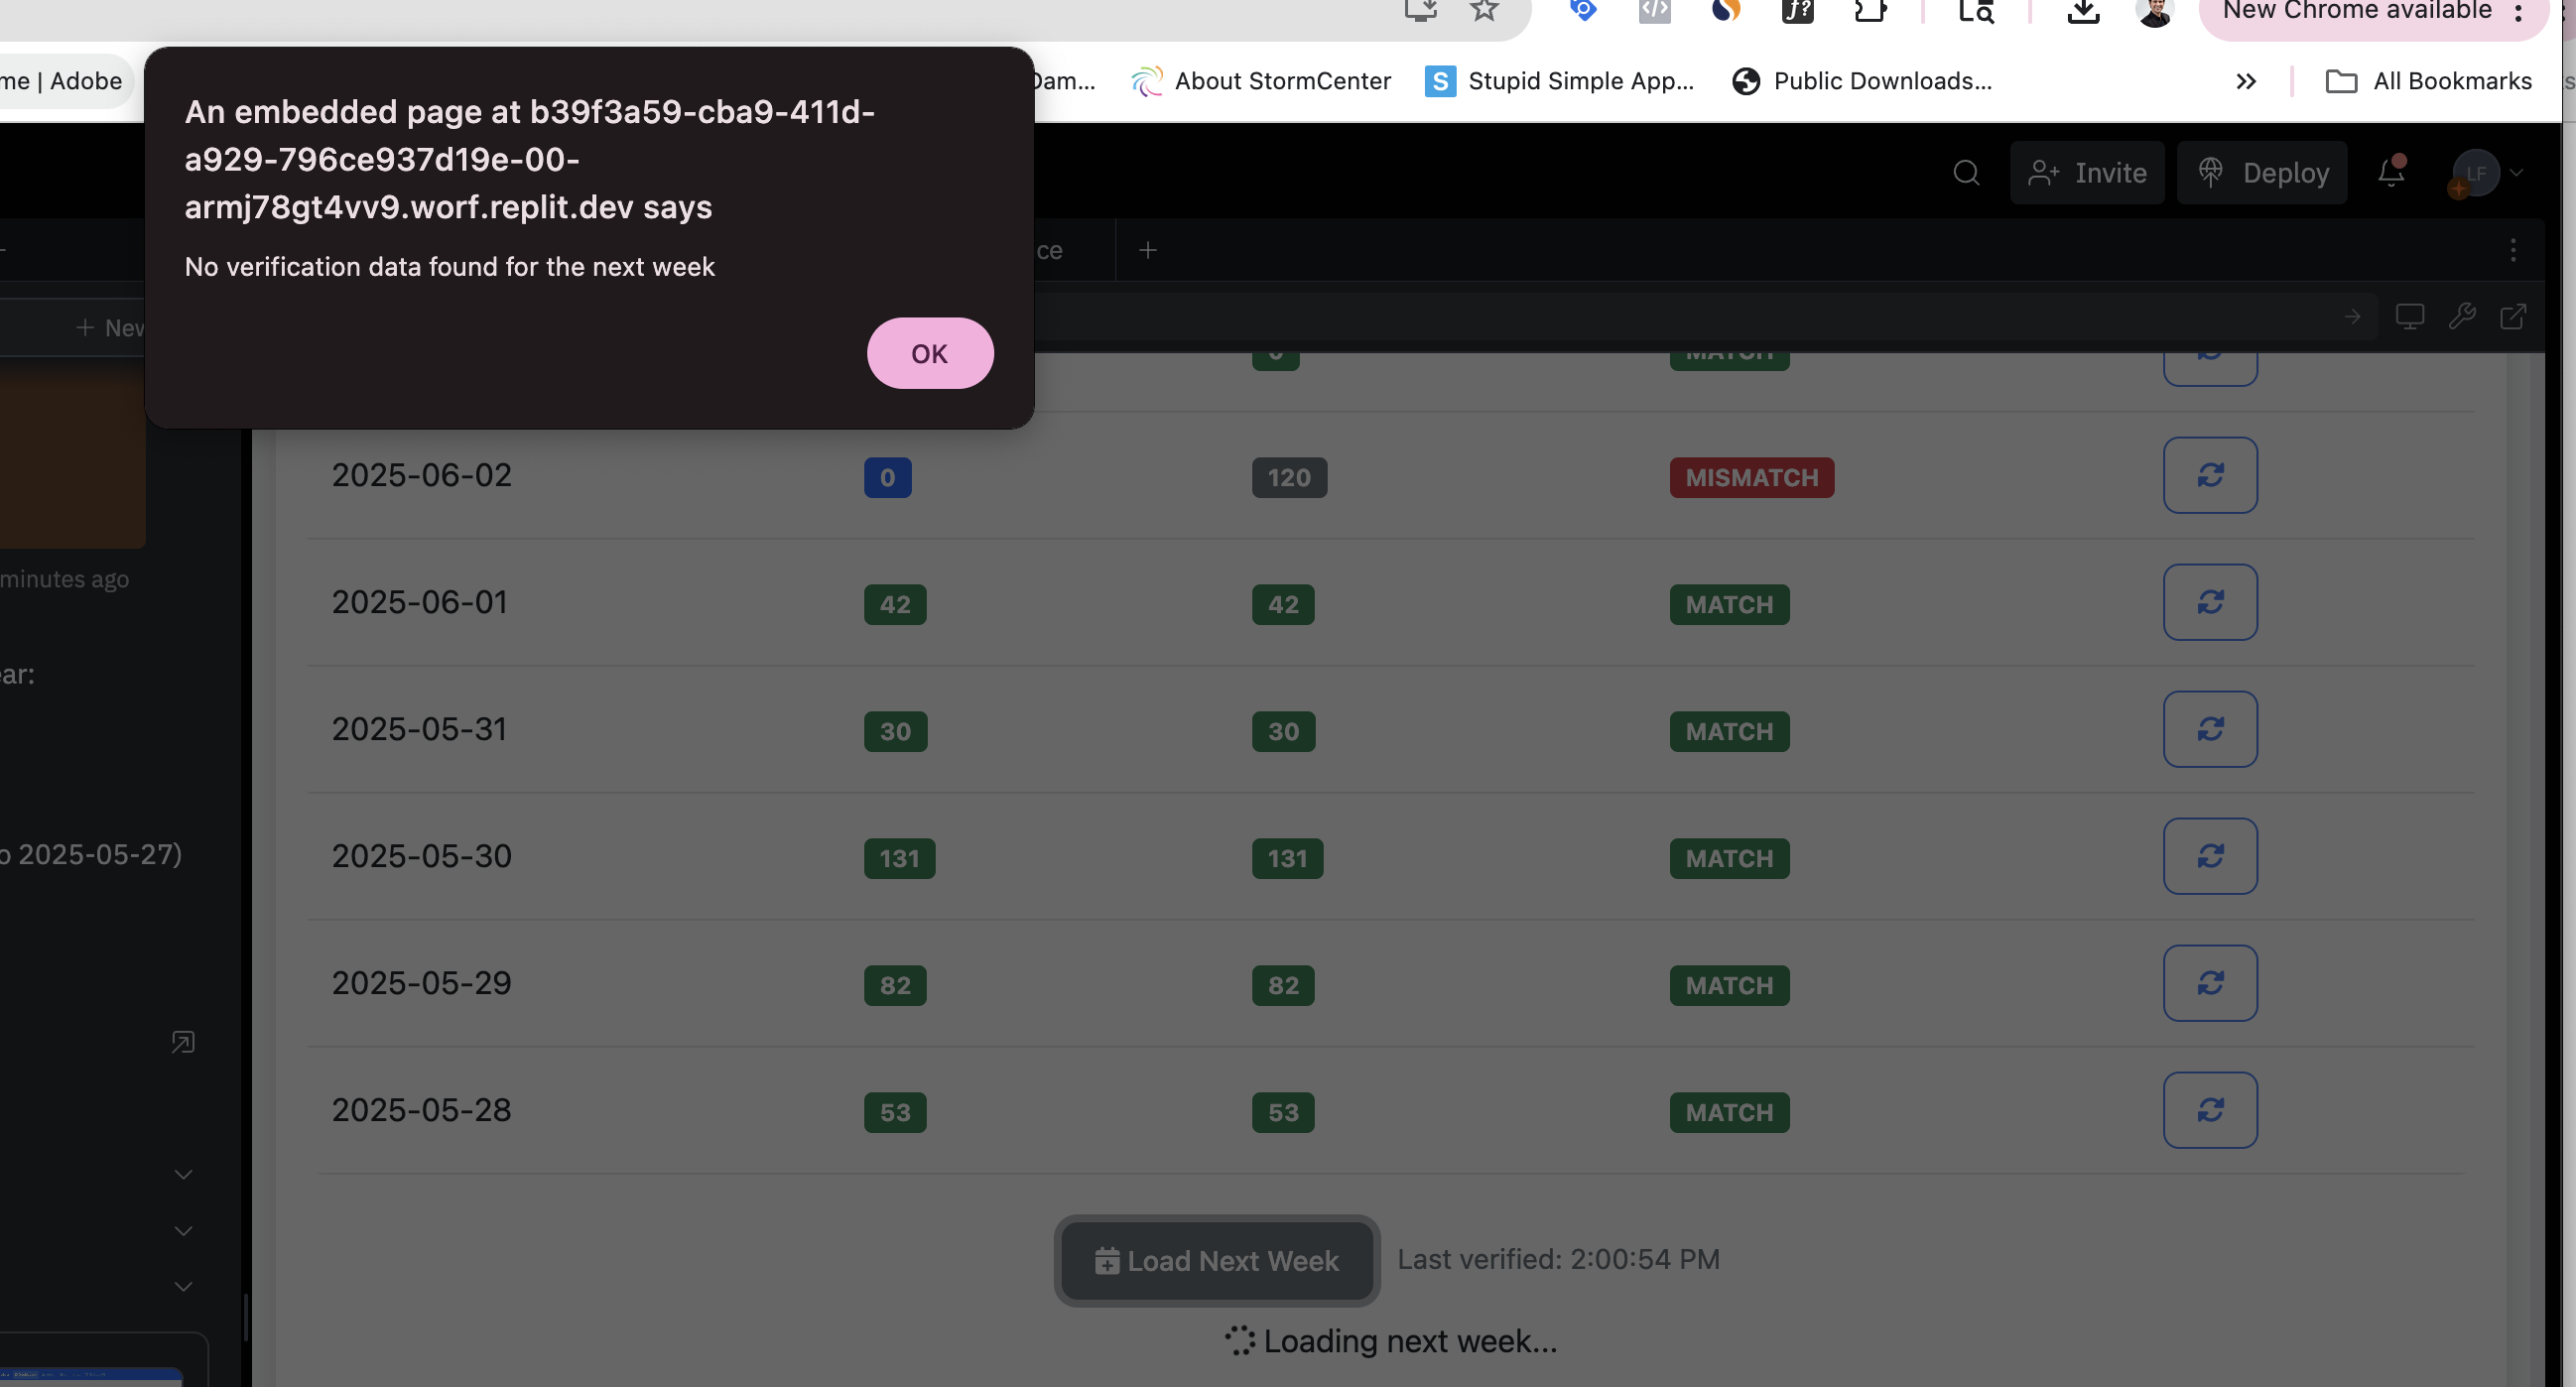 New Chrome available
me | Adobe
Dam...
About StormCenter
S
Stupid Simple App...
Public Downloads...
All Bookmarks
An embedded page at b39f3a59-cba9-411d-
a929-796ce937d19e-00-
armj78gt4vv9.worf.replit.dev says
No verification data found for the next week
OK
Invite
Deploy
LF
ce
New
0
MATCH
2025-06-02
0
120
MISMATCH
minutes ago
2025-06-01
42
42
MATCH
ear:
2025-05-31
30
30
MATCH
o 2025-05-27)
2025-05-30
131
131
MATCH
2025-05-29
82
82
MATCH
2025-05-28
53
53
MATCH
Load Next Week
Last verified: 2:00:54 PM
Loading next week...